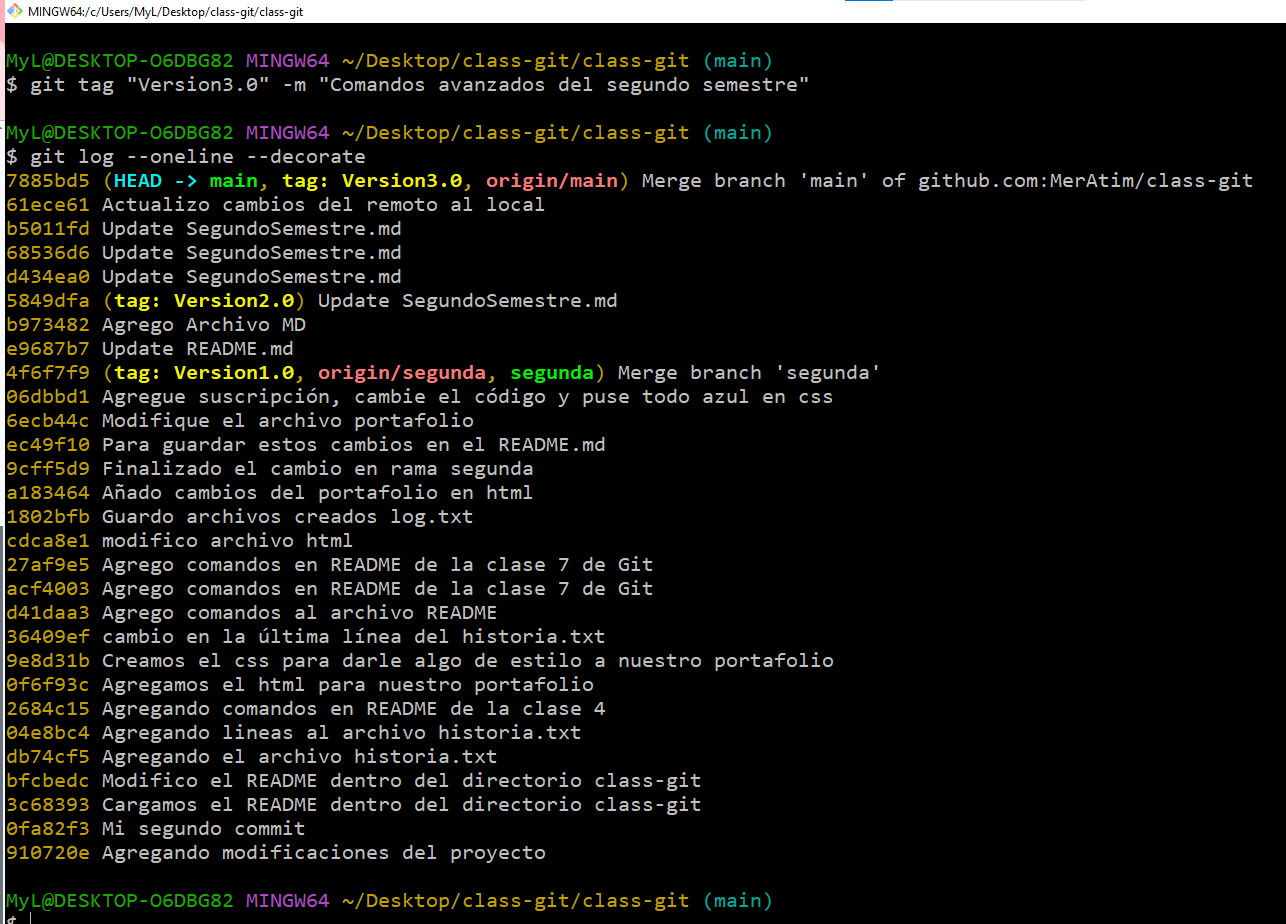 MINGW64:/c/Users/MyL/Desktop/class-git/class-git
MyL@DESKTOP-O6DBG82 MINGW64 ~/Desktop/class-git/class-git (main)
$ git tag "Version3.0" -m "Comandos avanzados del segundo semestre"
MyL@DESKTOP-O6DBG82 MINGW64 ~/Desktop/class-git/class-git (main)
$ git log --oneline --decorate
7885bd5 (HEAD -> main, tag: Version3.0, origin/main) Merge branch 'main' of github.com:MerAtim/class-git
61ece61 Actualizo cambios del remoto al local
b5011fd Update SegundoSemestre.md
68536d6 Update SegundoSemestre.md
d434ea0 Update SegundoSemestre.md
5849dfa (tag: Version2.0) Update SegundoSemestre.md
b973482 Agrego Archivo MD
e9687b7 Update README.md
4f6f7f9 (tag: Version1.0, origin/segunda, segunda) Merge branch 'segunda'
06dbbd1 Agregue suscripción, cambie el código y puse todo azul en css
6ecb44c Modifique el archivo portafolio
ec49f10 Para guardar estos cambios en el README.md
9cff5d9 Finalizado el cambio en rama segunda
a183464 Añado cambios del portafolio en html
1802bfb Guardo archivos creados log.txt
cdca8e1 modifico archivo html
27af9e5 Agrego comandos en README de la clase 7 de Git
acf4003 Agrego comandos en README de la clase 7 de Git
d41daa3 Agrego comandos al archivo README
36409ef cambio en la última línea del historia.txt
9e8d31b Creamos el css para darle algo de estilo a nuestro portafolio
0f6f93c Agregamos el html para nuestro portafolio
2684c15 Agregando comandos en README de la clase 4
04e8bc4 Agregando lineas al archivo historia.txt
db74cf5 Agregando el archivo historia.txt
bfcbedc Modifico el README dentro del directorio class-git
3c68393 Cargamos el README dentro del directorio class-git
0fa82f3 Mi segundo commit
910720e Agregando modificaciones del proyecto
MyL@DESKTOP-O6DBG82 MINGW64 ~/Desktop/class-git/class-git (main)
$